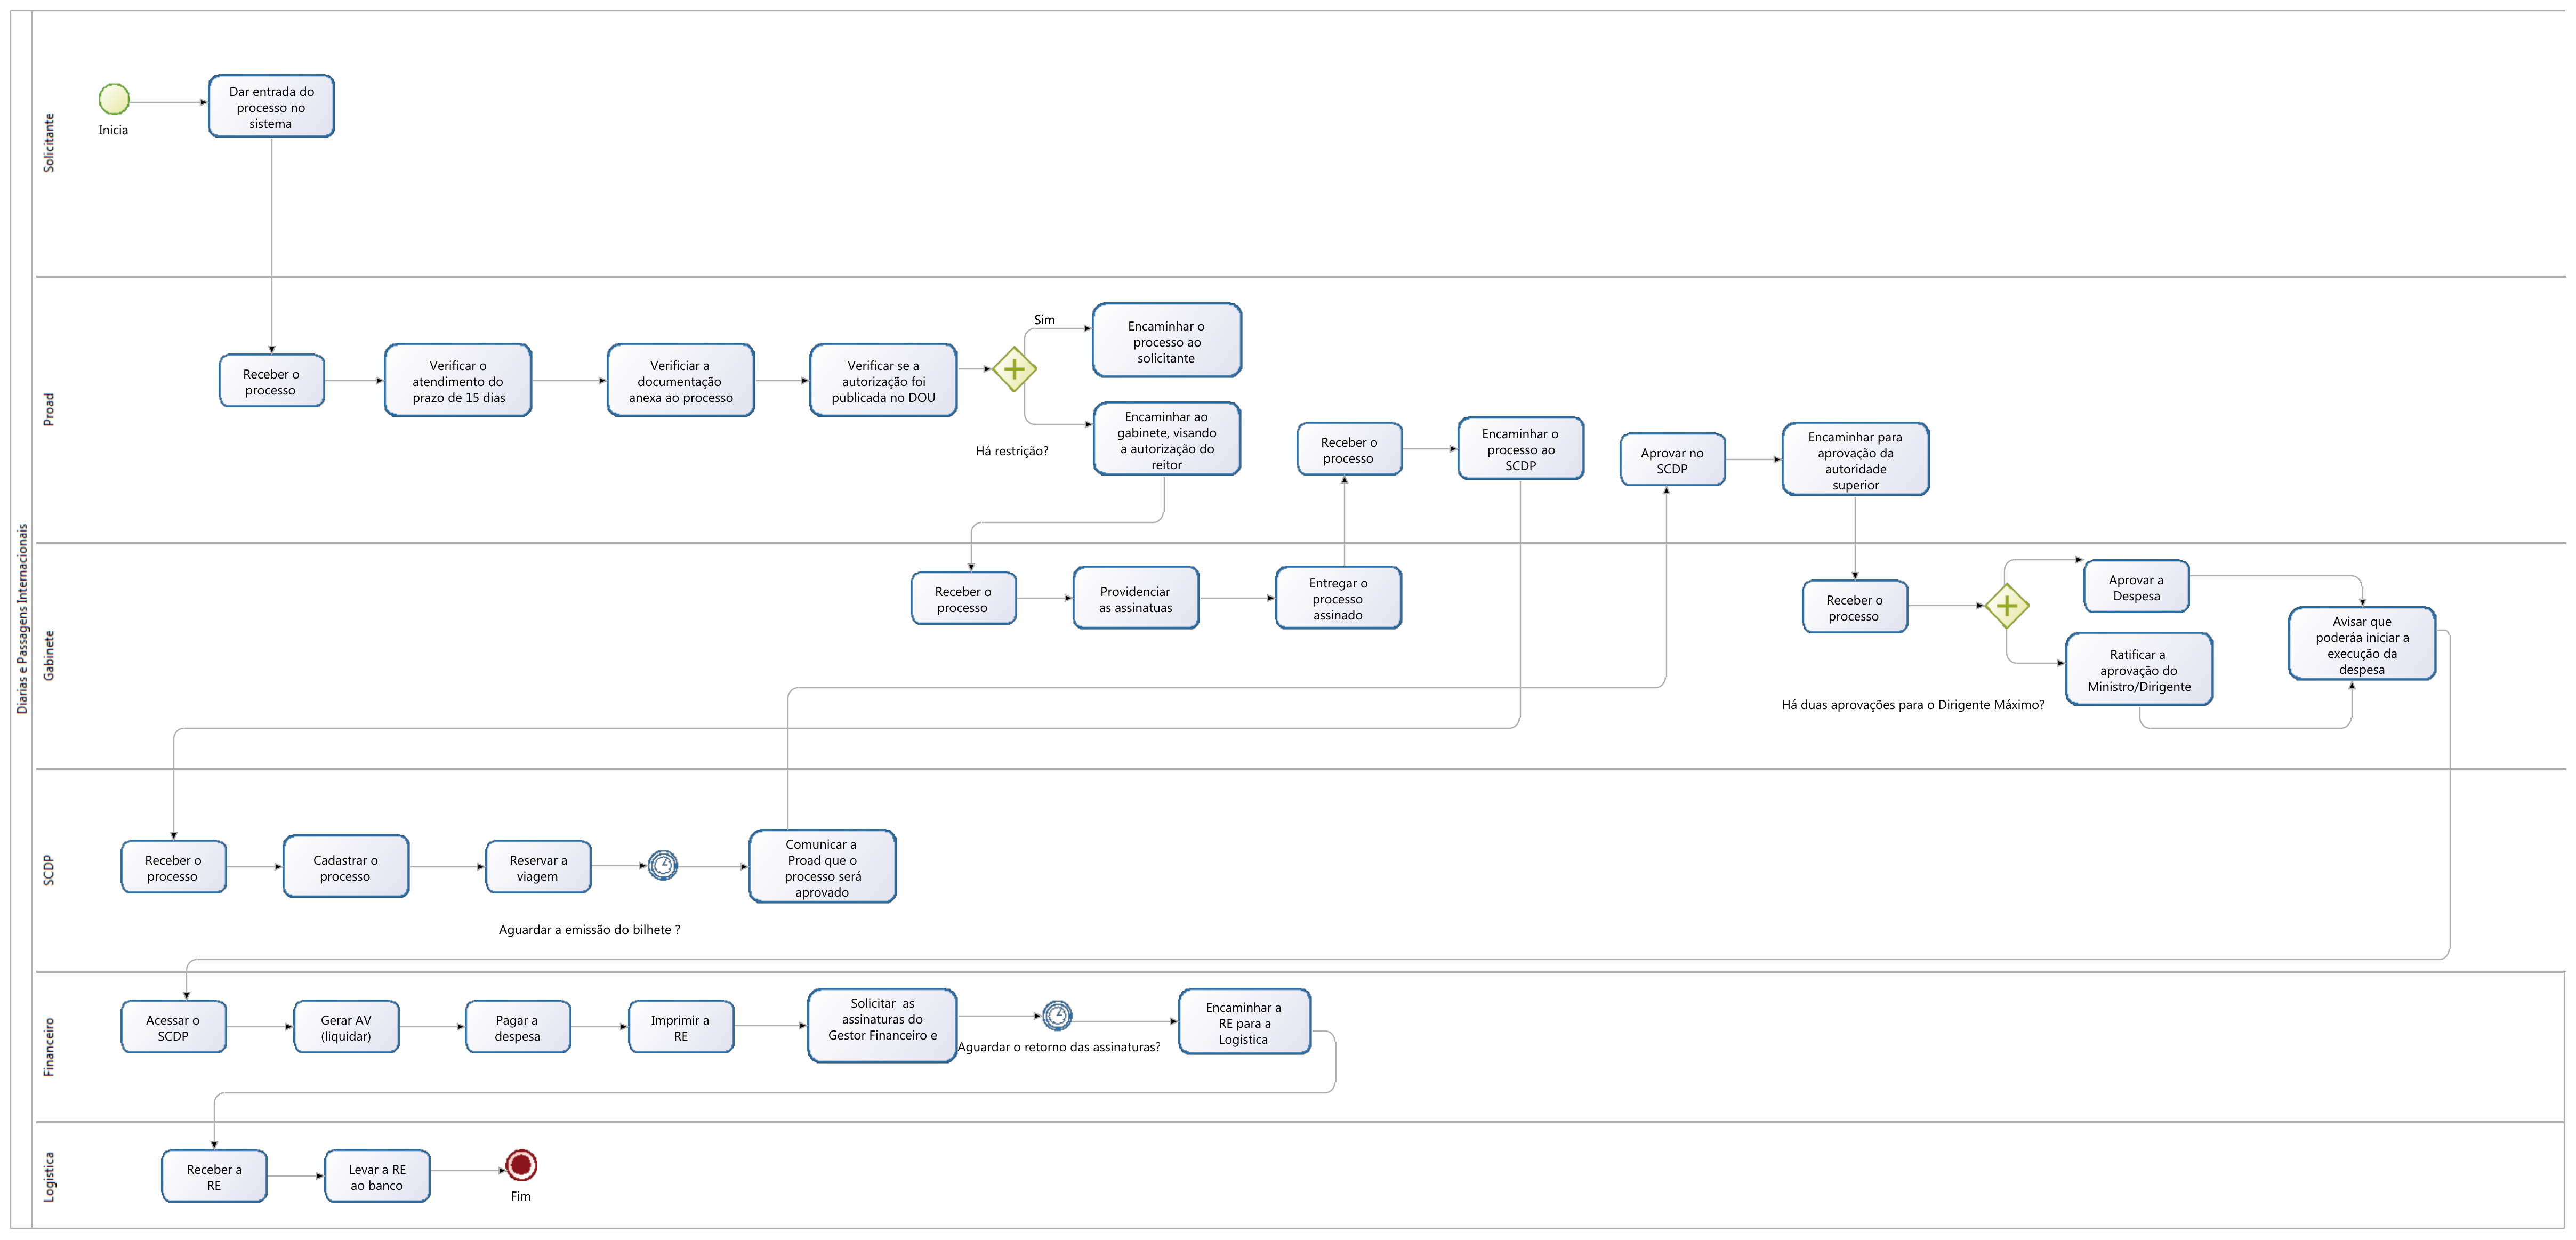 Diarias e Passagens Internacionais
Solicitante
Inicia
Dar entrada do
processo no
sistema
Proad
Receber o
processo
Verificar o
atendimento do
prazo de 15 dias
Verificiar a
documentação
anexa ao processo
Verificar se a
autorização foi
publicada no DOU
Há restrição?
Sim
Encaminhar o
processo ao
solicitante
Encaminhar ao
gabinete, visando
a autorização do
reitor
Receber o
processo
Encaminhar o
processo ao
SCDP
Aprovar no
SCDP
Encaminhar para
aprovação da
autoridade
superior
Gabinete
Receber o
processo
Providenciar
as assinatuas
Entregar o
processo
assinado
Receber o
processo
Há duas aprovações para o Dirigente Máximo?
Aprovar a
Despesa
Ratificar a
aprovação do
Ministro/Dirigente
Avisar que
poderáa iniciar a
execução da
despesa
SCDP
Receber o
processo
Cadastrar o
processo
Reservar a
viagem
Aguardar a emissão do bilhete ?
Comunicar a
Proad que o
processo será
aprovado
Financeiro
Acessar o
SCDP
Gerar AV
(liquidar)
Pagar a
despesa
Imprimir a
RE
Solicitar  as
assinaturas do
Gestor Financeiro e
Aguardar o retorno das assinaturas?
Encaminhar a
RE para a
Logistica
Logistica
Receber a
RE
Levar a RE
ao banco
Fim